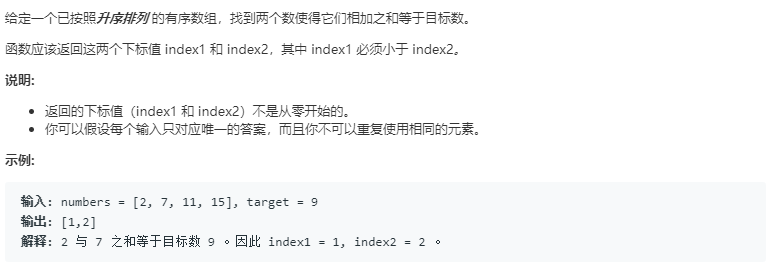 给定一个已按照升序排列 的有序数组，找到两个数使得它们相加之和等于目标数。
函数应该返回这两个下标值 index1 和 index2，其中 index1 必须小于 index2。
说明:
返回的下标值（index1 和 index2）不是从零开始的。
你可以假设每个输入只对应唯一的答案，而且你不可以重复使用相同的元素。
示例:
输入: numbers = [2, 7, 11, 15], target = 9
输出: [1,2]
解释: 2 与 7 之和等于目标数 9 。因此 index1 = 1, index2 = 2 。